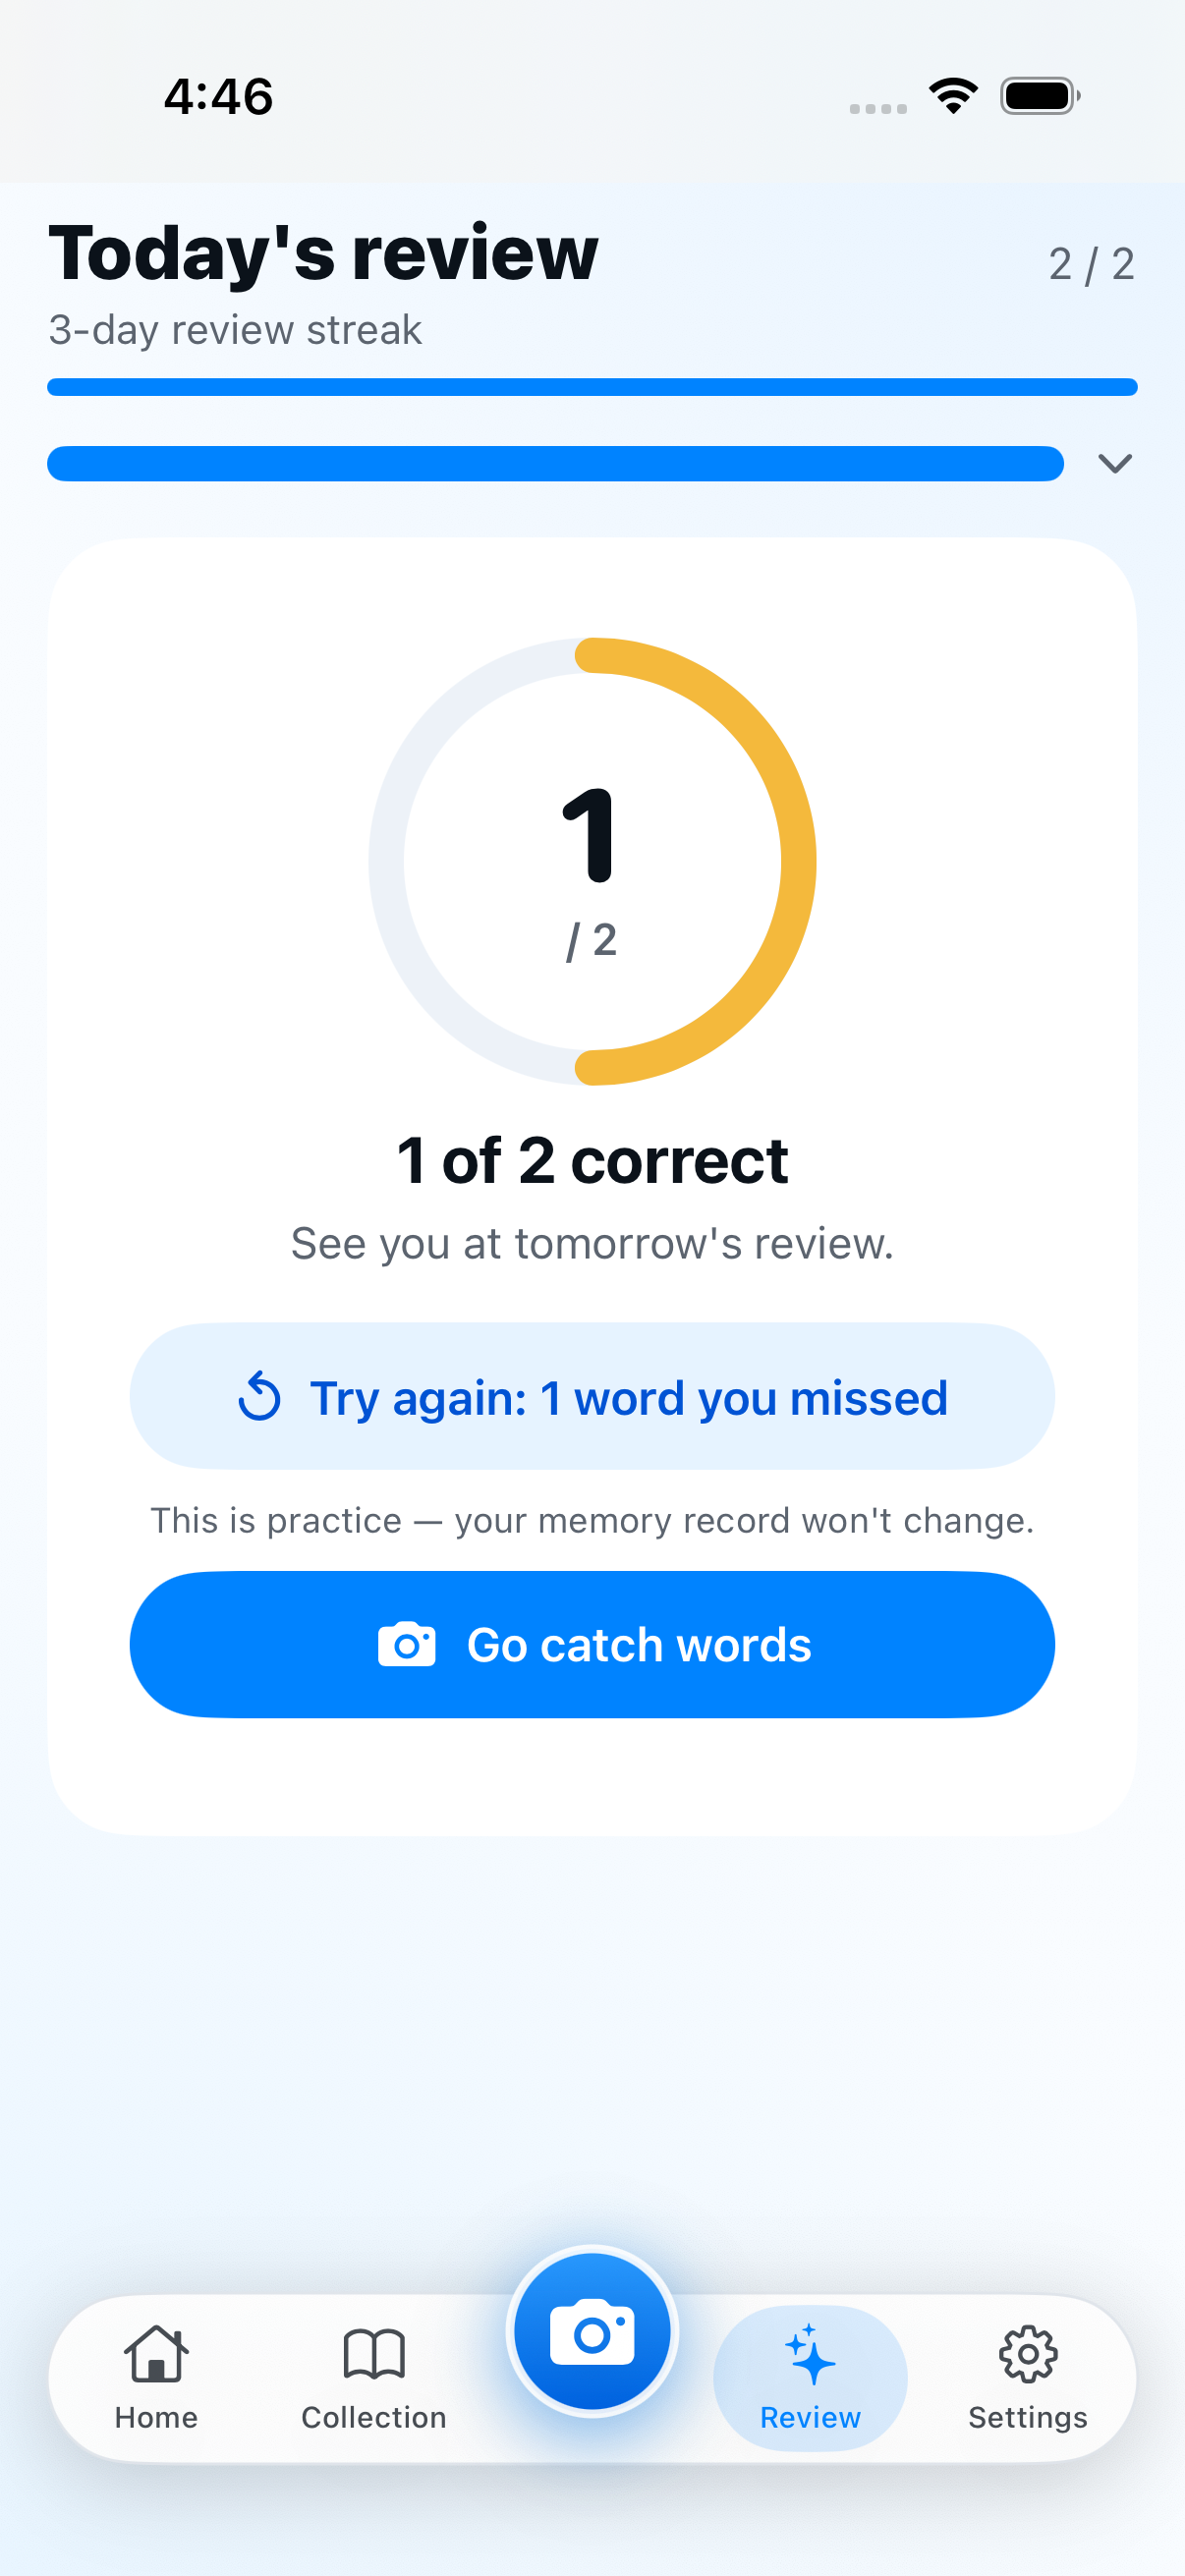 4:46
Today's review
2 / 2
3-day review streak
1
/ 2
1 of 2 correct
See you at tomorrow's review.
Try again: 1 word you missed
This is practice — your memory record won't change.
Go catch words
Home
Collection
Review
Settings